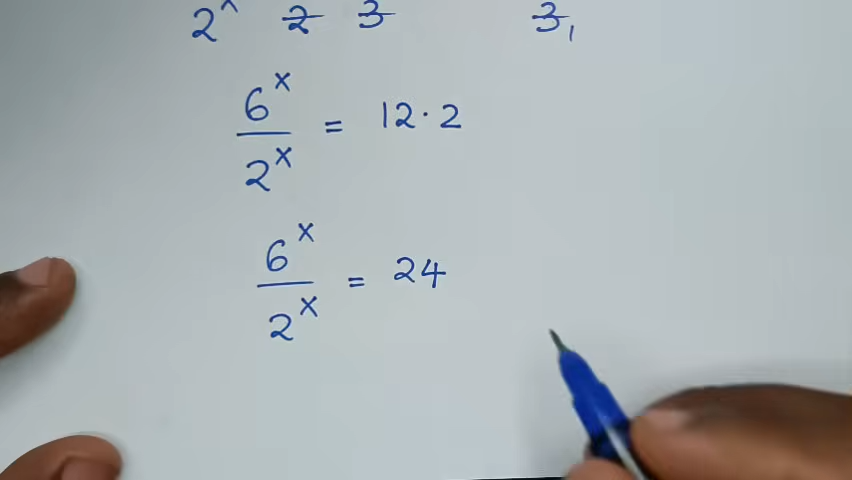 2^x 2 3 3 1
6^x/2^x = 12 · 2
6^x/2^x = 24